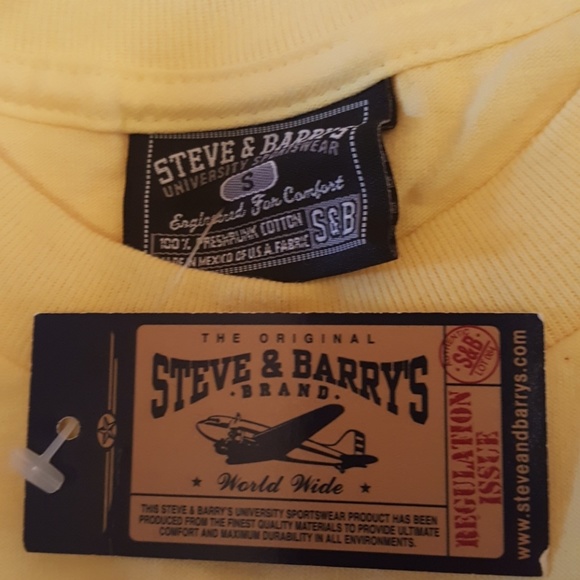 STEVE & BARRY'S
UNIVERSITY SPORTSWEAR
S
Engineered For Comfort
100% PRESHRUNK COTTON
MADE IN MEXICO OF U.S.A. FABRIC
S&B
THE ORIGINAL
STEVE & BARRY'S
·BRAND·
World Wide
THIS STEVE & BARRY'S UNIVERSITY SPORTSWEAR PRODUCT HAS BEEN
PRODUCED FROM THE FINEST QUALITY MATERIALS TO PROVIDE ULTIMATE
COMFORT AND MAXIMUM DURABILITY IN ALL ENVIRONMENTS.
S&B
REGULATION
ISSUE
www.steveandbarrys.com